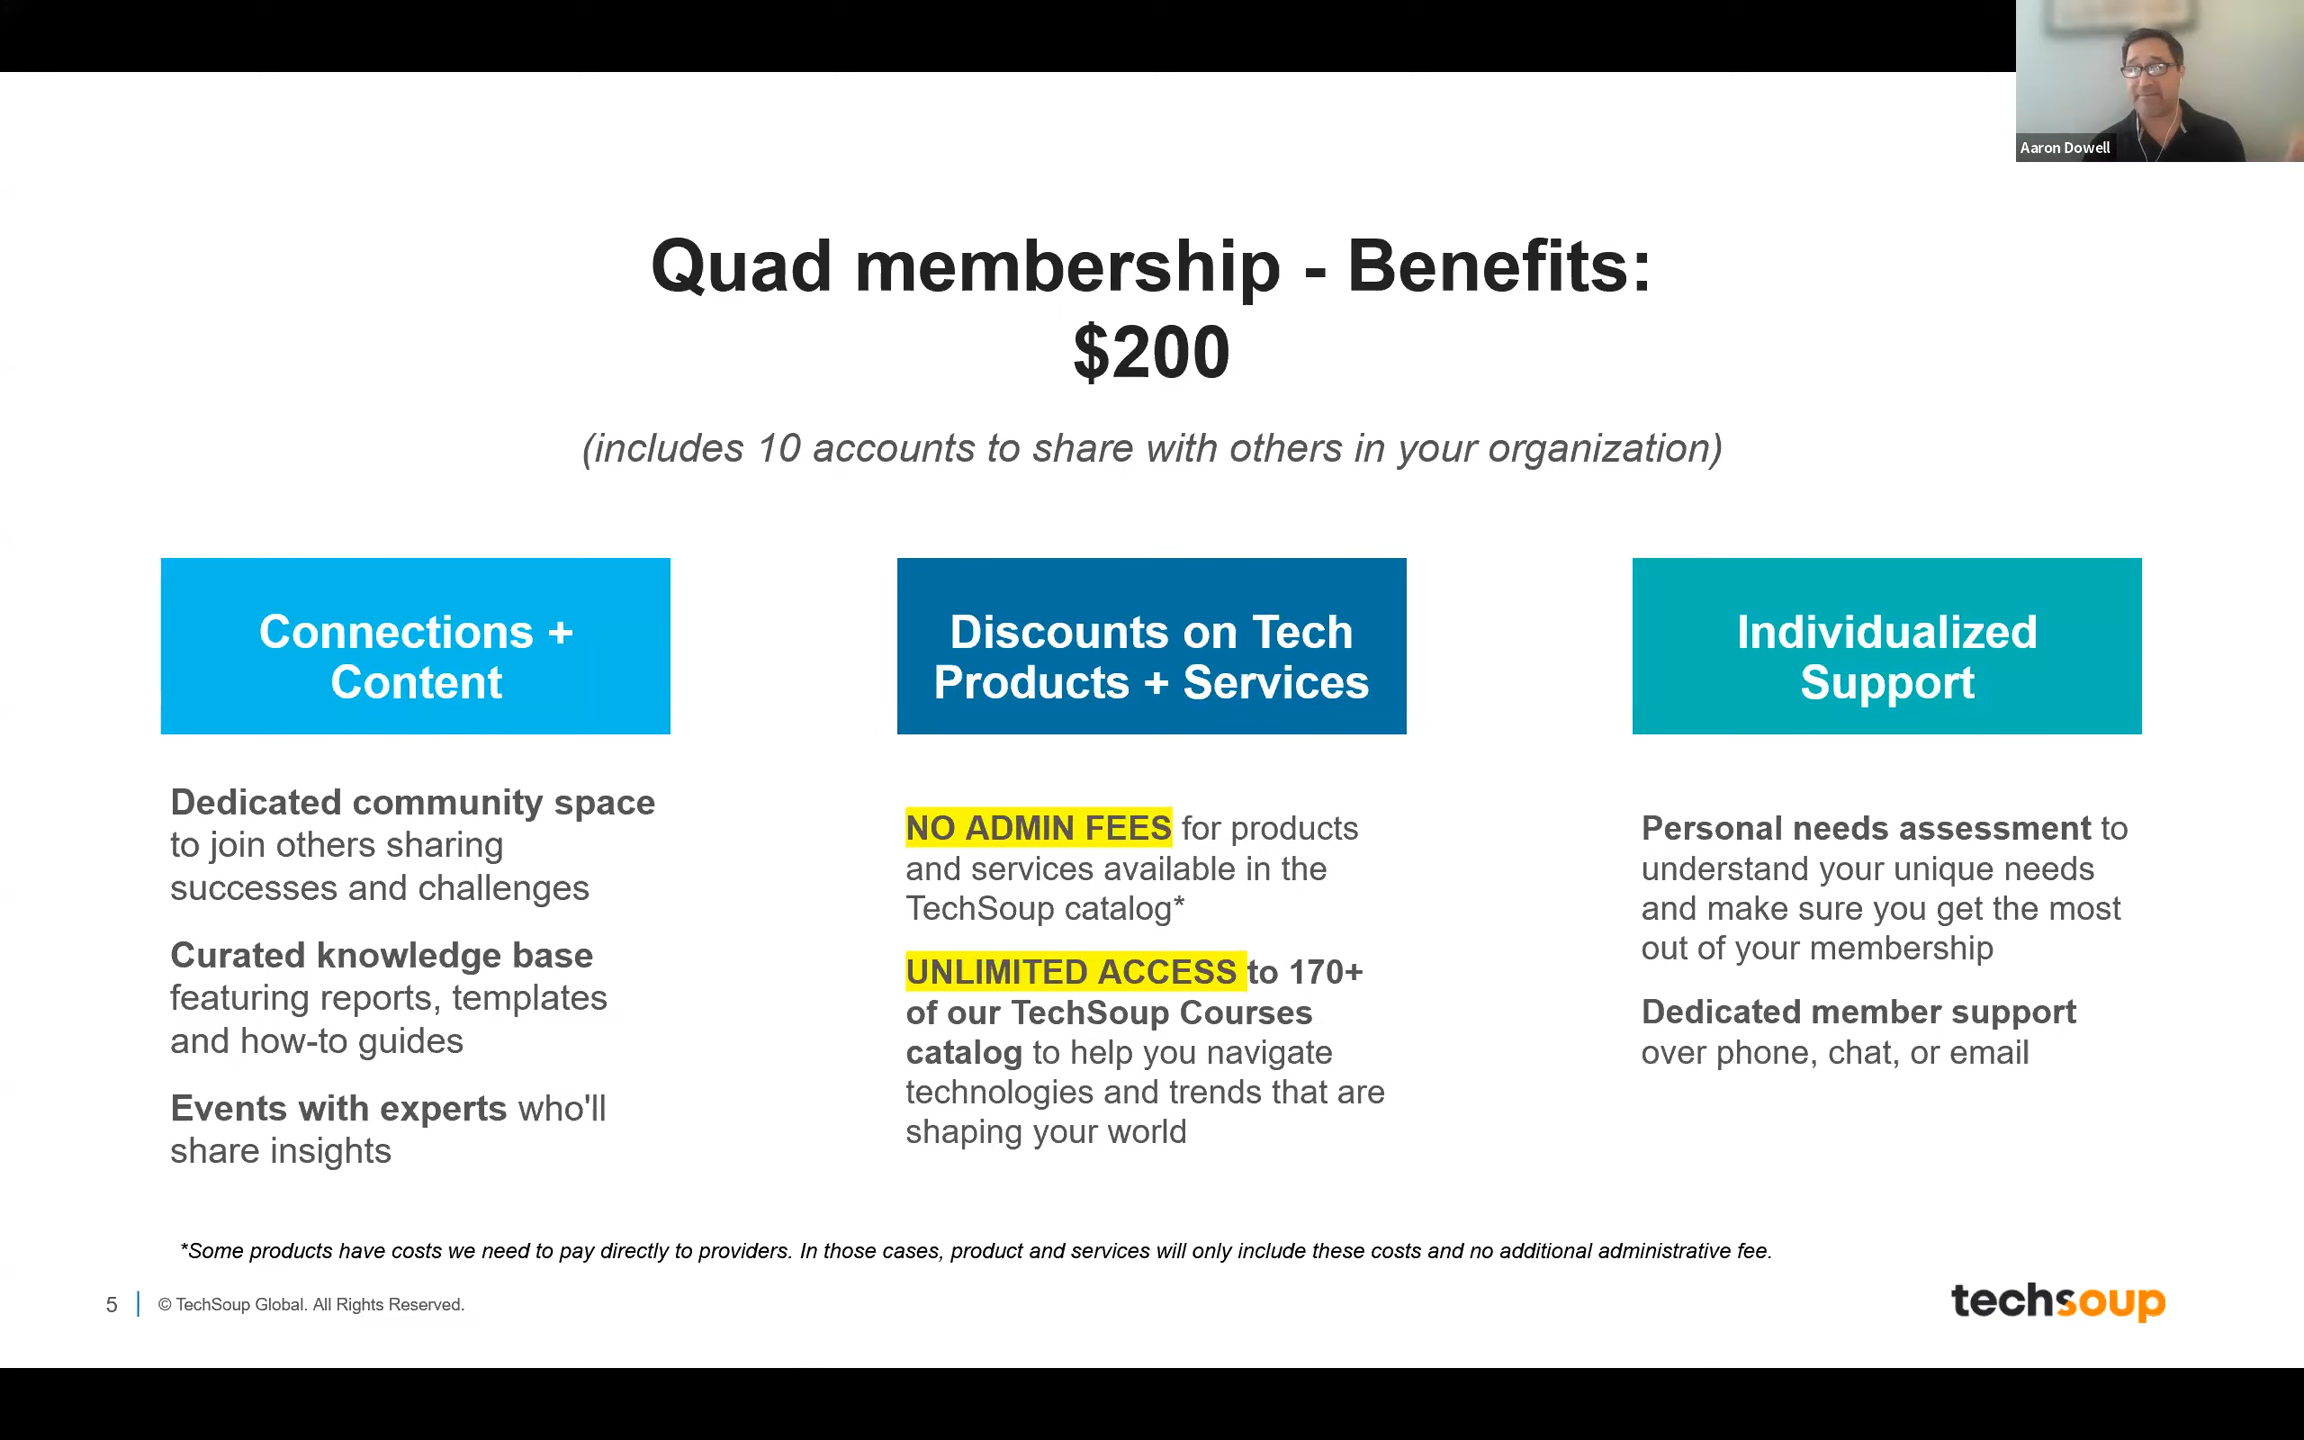 Aaron Dowell
Quad membership - Benefits:
$200
(includes 10 accounts to share with others in your organization)
Connections +
Content
Dedicated community space
to join others sharing
successes and challenges
Curated knowledge base
featuring reports, templates
and how-to guides
Events with experts who'll
share insights
Discounts on Tech
Products + Services
NO ADMIN FEES for products
and services available in the
TechSoup catalog*
UNLIMITED ACCESS to 170+
of our TechSoup Courses
catalog to help you navigate
technologies and trends that are
shaping your world
Individualized
Support
Personal needs assessment to
understand your unique needs
and make sure you get the most
out of your membership
Dedicated member support
over phone, chat, or email
*Some products have costs we need to pay directly to providers. In those cases, product and services will only include these costs and no additional administrative fee.
5 | © TechSoup Global. All Rights Reserved.
techsoup